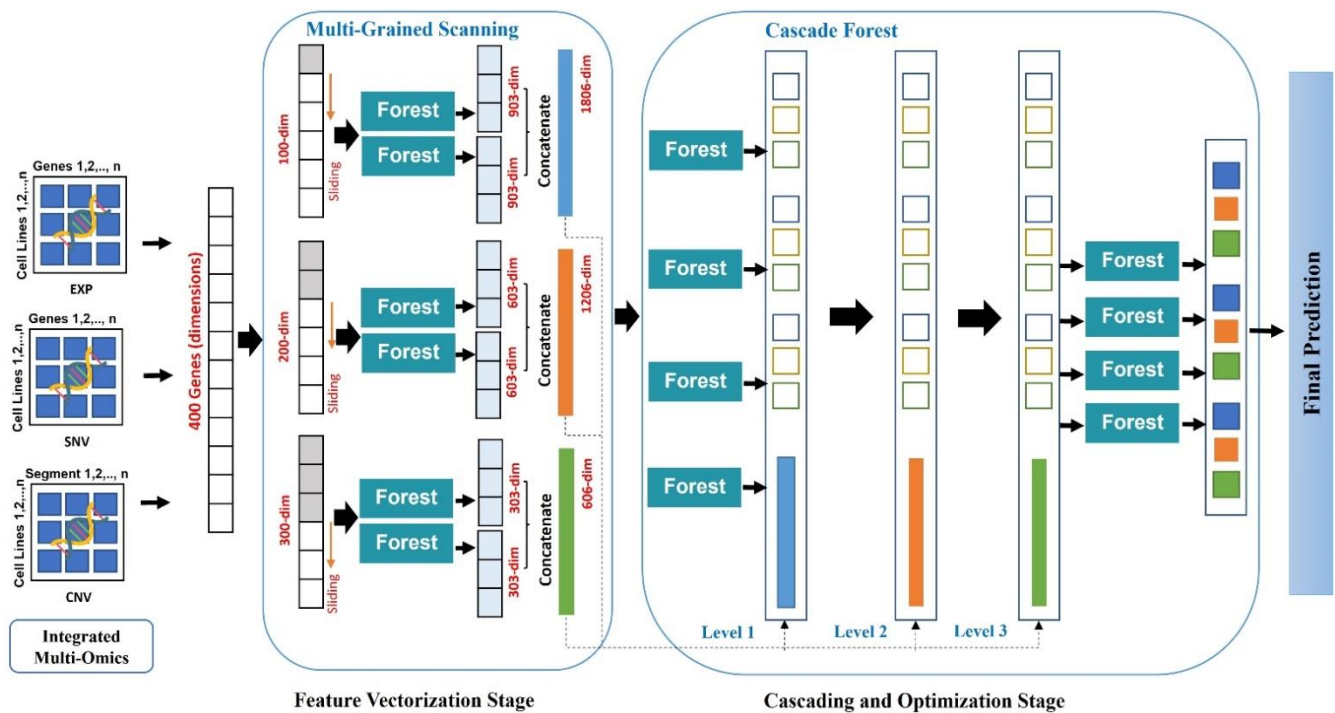 Genes 1,2,.., n
Cell Lines 1,2,...,n
EXP
Genes 1,2,.., n
Cell Lines 1,2,...,n
SNV
Segment 1,2,.., n
Cell Lines 1,2,...,n
CNV
Integrated
Multi-Omics
400 Genes (dimensions)
Multi-Grained Scanning
100-dim
Sliding
Forest
Forest
903-dim
903-dim
Concatenate
1806-dim
200-dim
Sliding
Forest
Forest
603-dim
603-dim
Concatenate
1206-dim
300-dim
Sliding
Forest
Forest
303-dim
303-dim
Concatenate
606-dim
Feature Vectorization Stage
Cascade Forest
Forest
Forest
Forest
Forest
Level 1
Level 2
Level 3
Forest
Forest
Forest
Forest
Cascading and Optimization Stage
Final Prediction